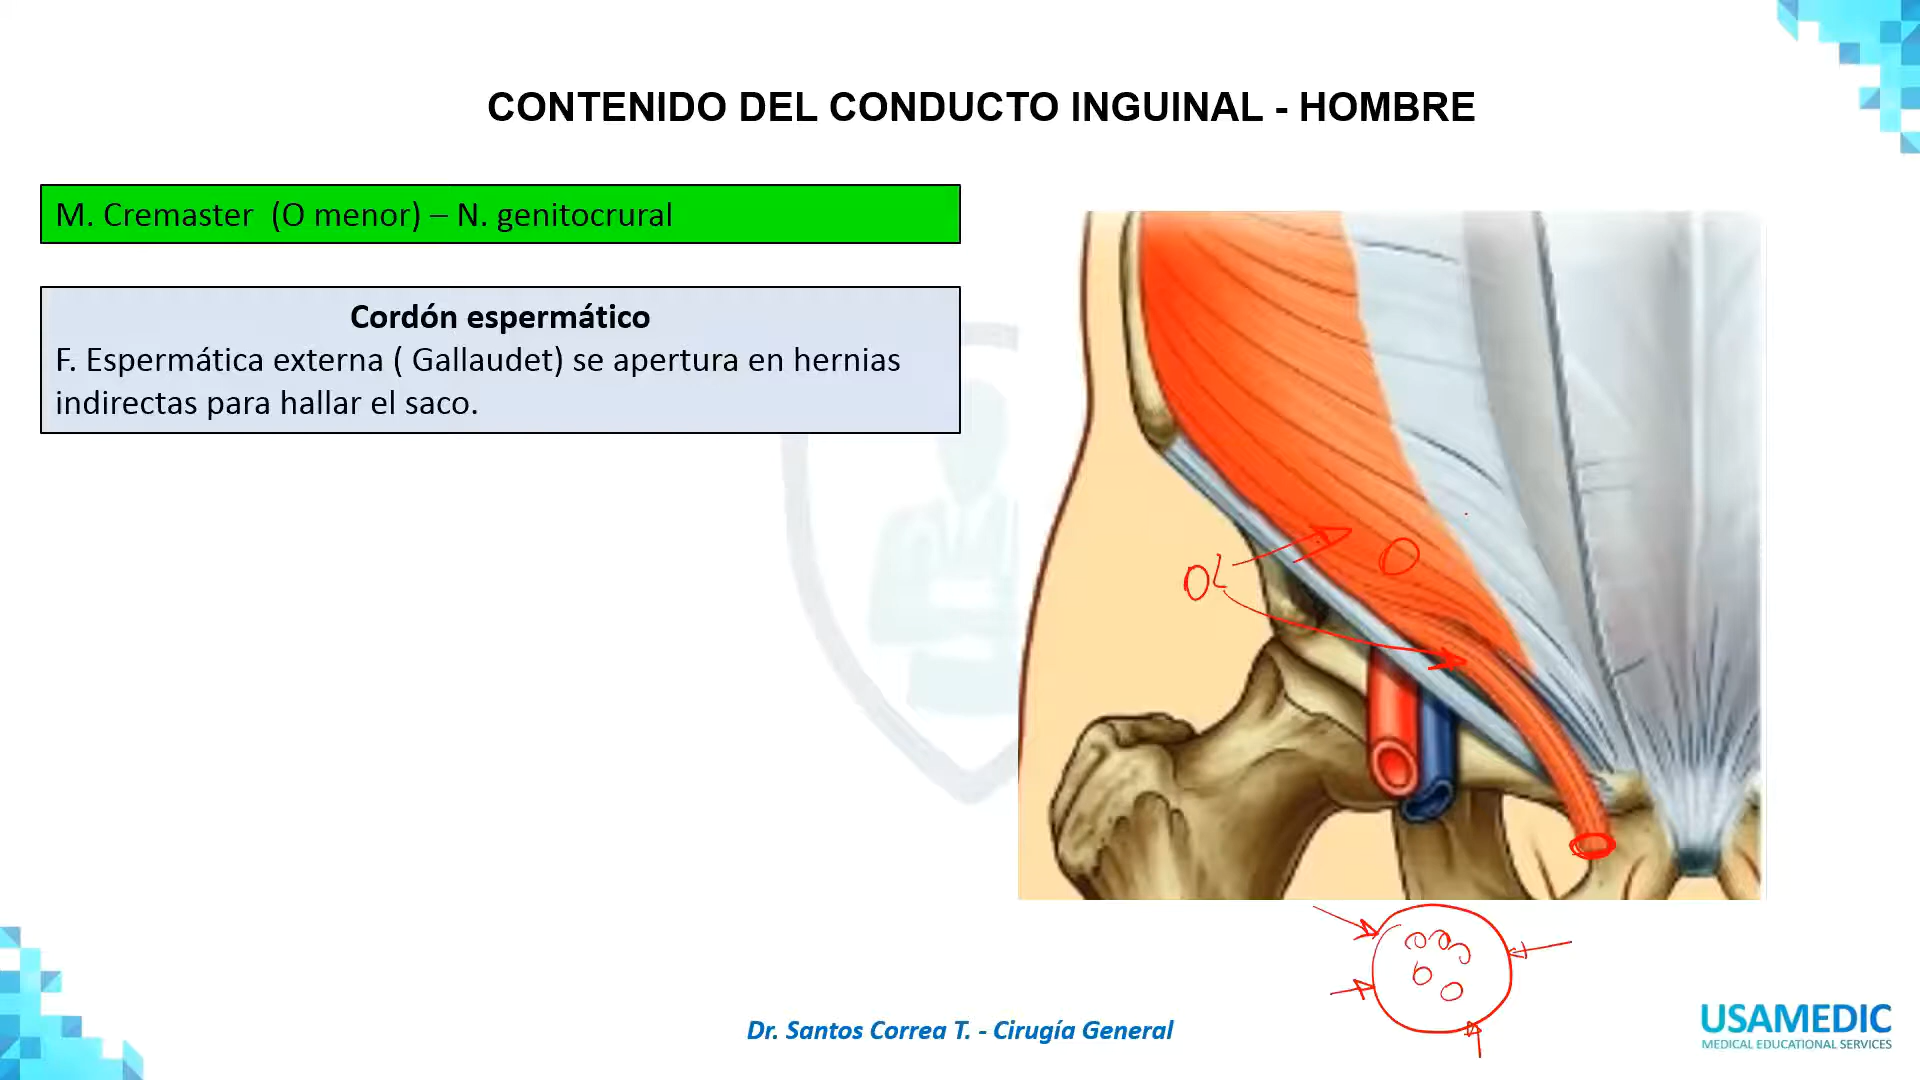 CONTENIDO DEL CONDUCTO INGUINAL - HOMBRE
M. Cremaster (O menor) – N. genitocrural
Cordón espermático
F. Espermática externa ( Gallaudet) se apertura en hernias
indirectas para hallar el saco.
Dr. Santos Correa T. - Cirugía General
USAMEDIC
MEDICAL EDUCATIONAL SERVICES